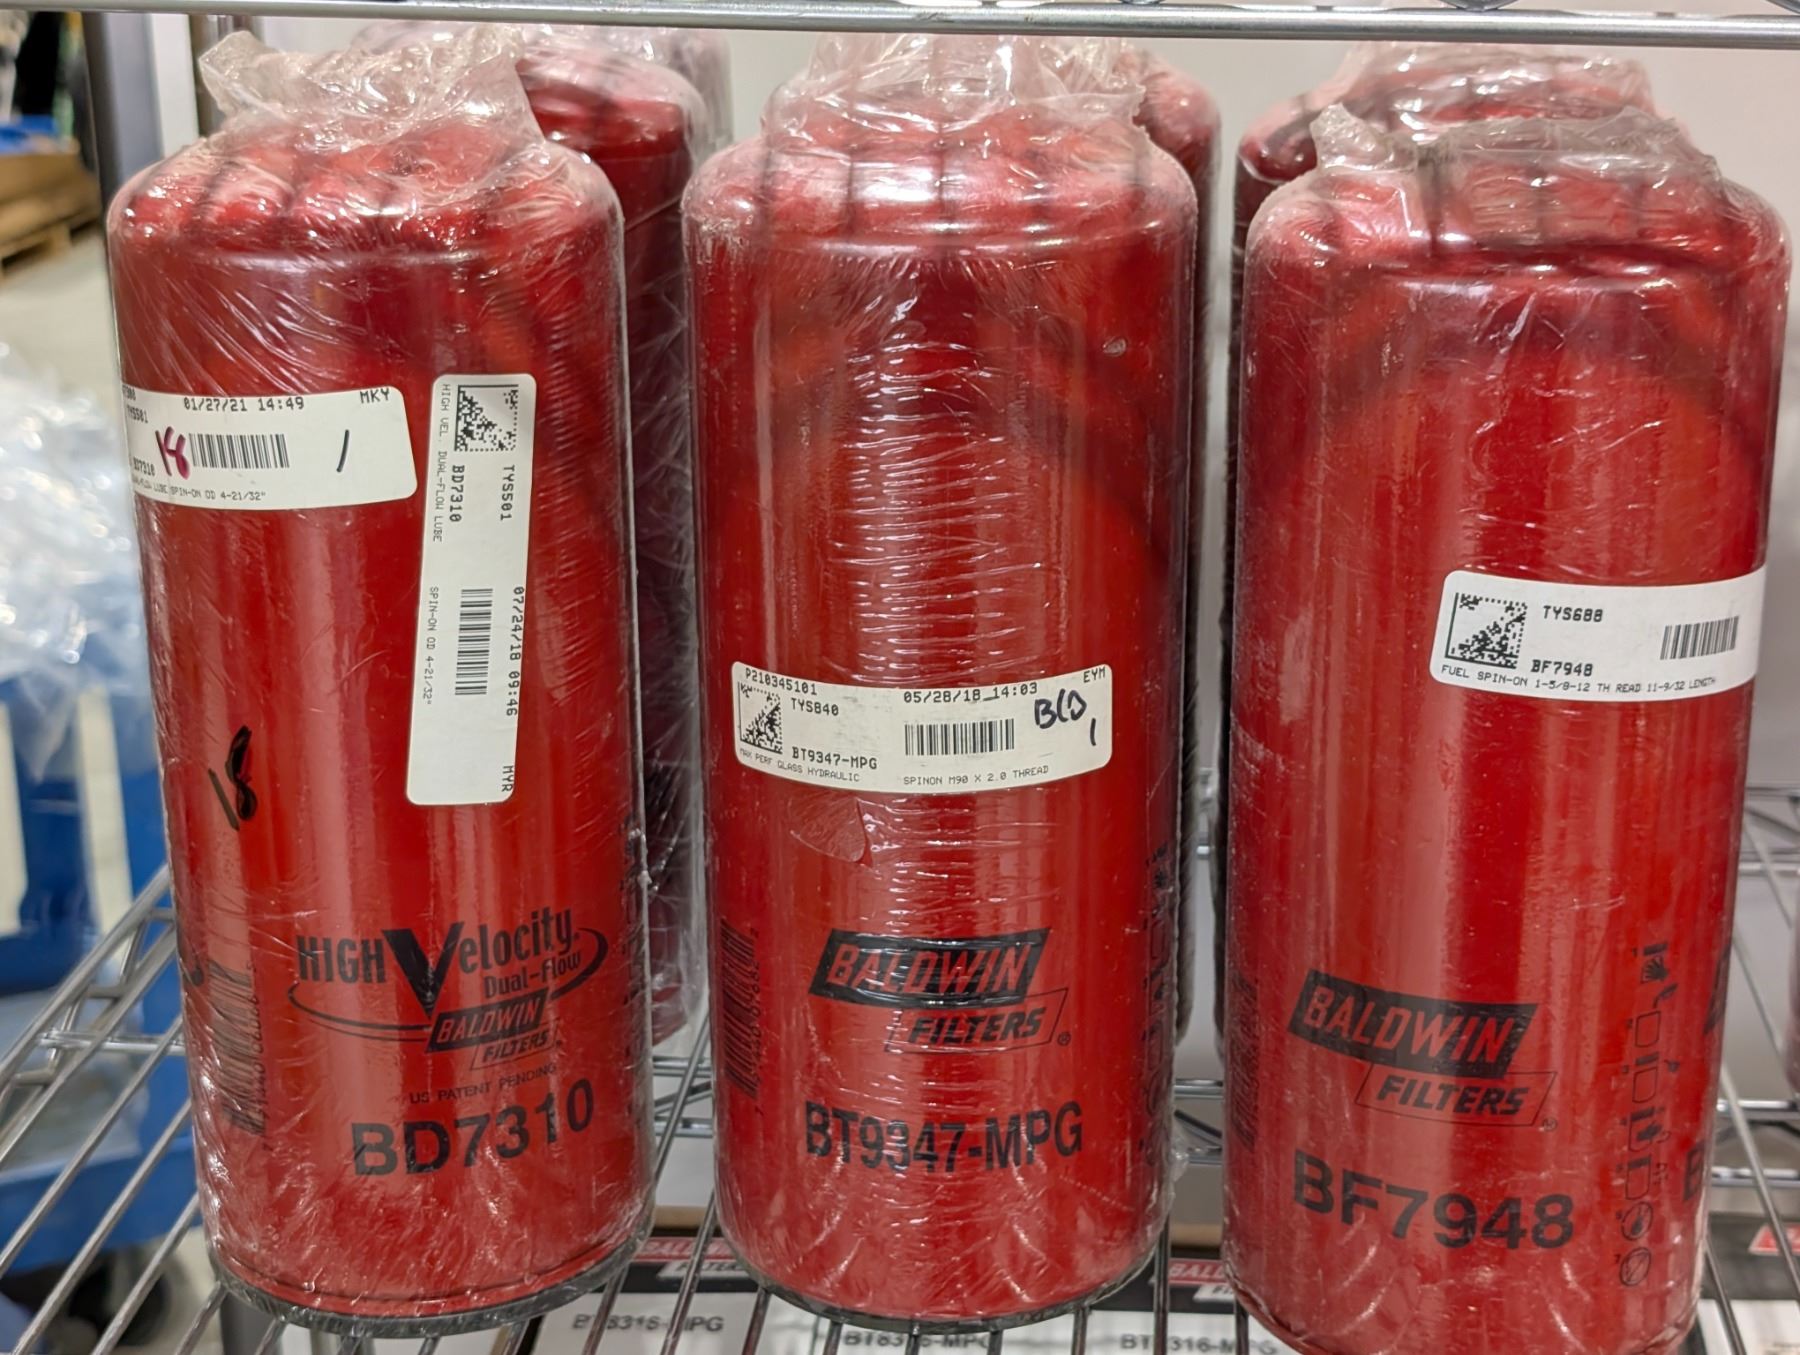 01/27/21 14:49
MKY
TYS501
BD7310
18
1
SPIN-ON OD 4-21/32"
TYS501
07/24/18 09:46
MYR
BD7310
HIGH VEL. DUAL-FLOW LUBE
SPIN-ON OD 4-21/32"
18
HIGH Velocity
Dual-Flow
BALDWIN
FILTERS
US PATENT PENDING
BD7310
P210345101
05/28/18 14:03
EYM
TYS840
BT9347-MPG
1
MAX PERF GLASS HYDRAULIC SPINON M90 X 2.0 THREAD
BALDWIN
FILTERS®
BT9347-MPG
TYS688
BF7948
FUEL SPIN-ON 1-5/8-12 TH READ 11-9/32 LENGTH
BALDWIN
FILTERS®
BF7948